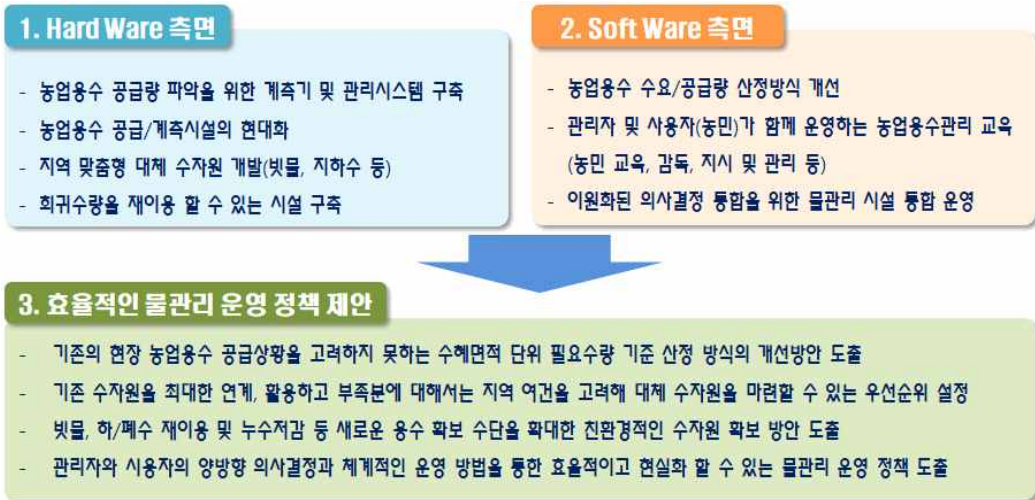 1. Hard Ware 측면
- 농업용수 공급량 파악을 위한 계측기 및 관리시스템 구축
- 농업용수 공급/계측시설의 현대화
- 지역 맞춤형 대체 수자원 개발(빗물, 지하수 등)
- 회귀수량을 재이용 할 수 있는 시설 구축
2. Soft Ware 측면
- 농업용수 수요/공급량 산정방식 개선
- 관리자 및 사용자(농민)가 함께 운영하는 농업용수관리 교육
(농민 교육, 감독, 지시 및 관리 등)
- 이원화된 의사결정 통합을 위한 물관리 시설 통합 운영
3. 효율적인 물관리 운영 정책 제안
- 기존의 현장 농업용수 공급상황을 고려하지 못하는 수혜면적 단위 필요수량 기준 산정 방식의 개선방안 도출
- 기존 수자원을 최대한 연계, 활용하고 부족분에 대해서는 지역 여건을 고려해 대체 수자원을 마련할 수 있는 우선순위 설정
- 빗물, 하/폐수 재이용 및 누수저감 등 새로운 용수 확보 수단을 확대한 친환경적인 수자원 확보 방안 도출
- 관리자와 시용자의 양방향 의사결정과 체계적인 운영 방법을 통한 효율적이고 현실화 할 수 있는 물관리 운영 정책 도출